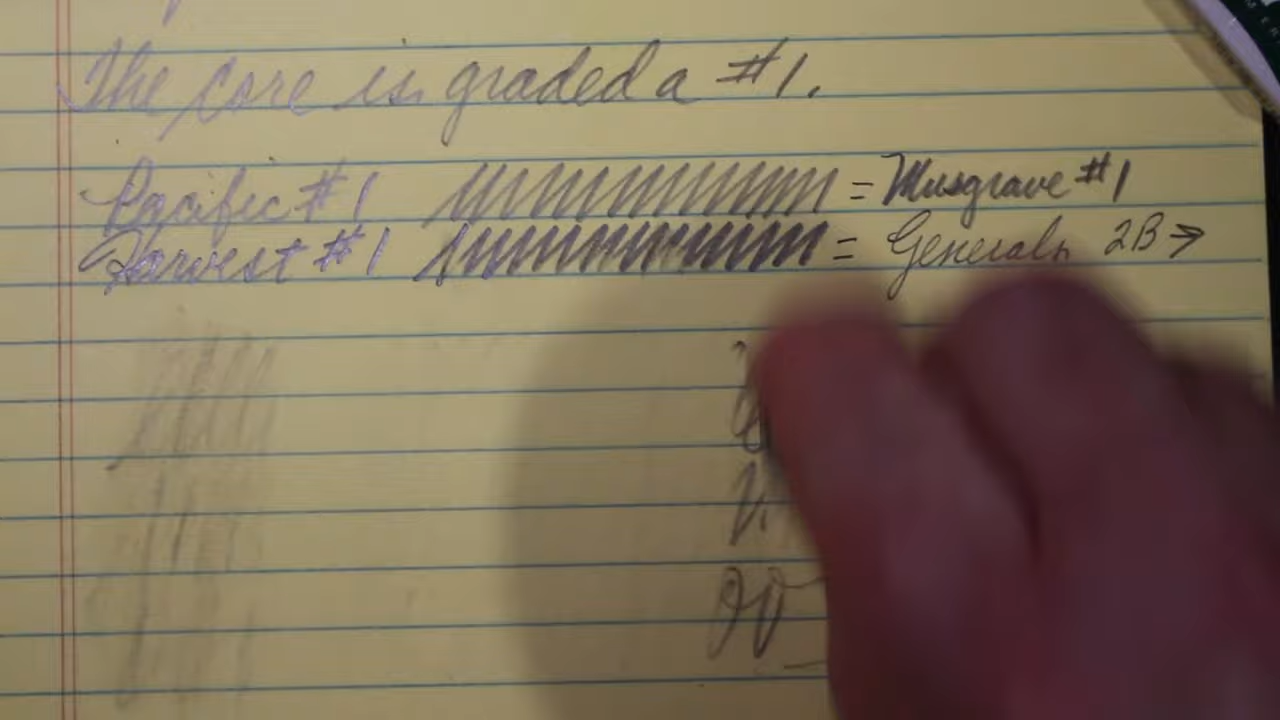 The core is graded a #1.
Pacific #1 = Musgrave #1
Harvest #1 = Generals 2B →